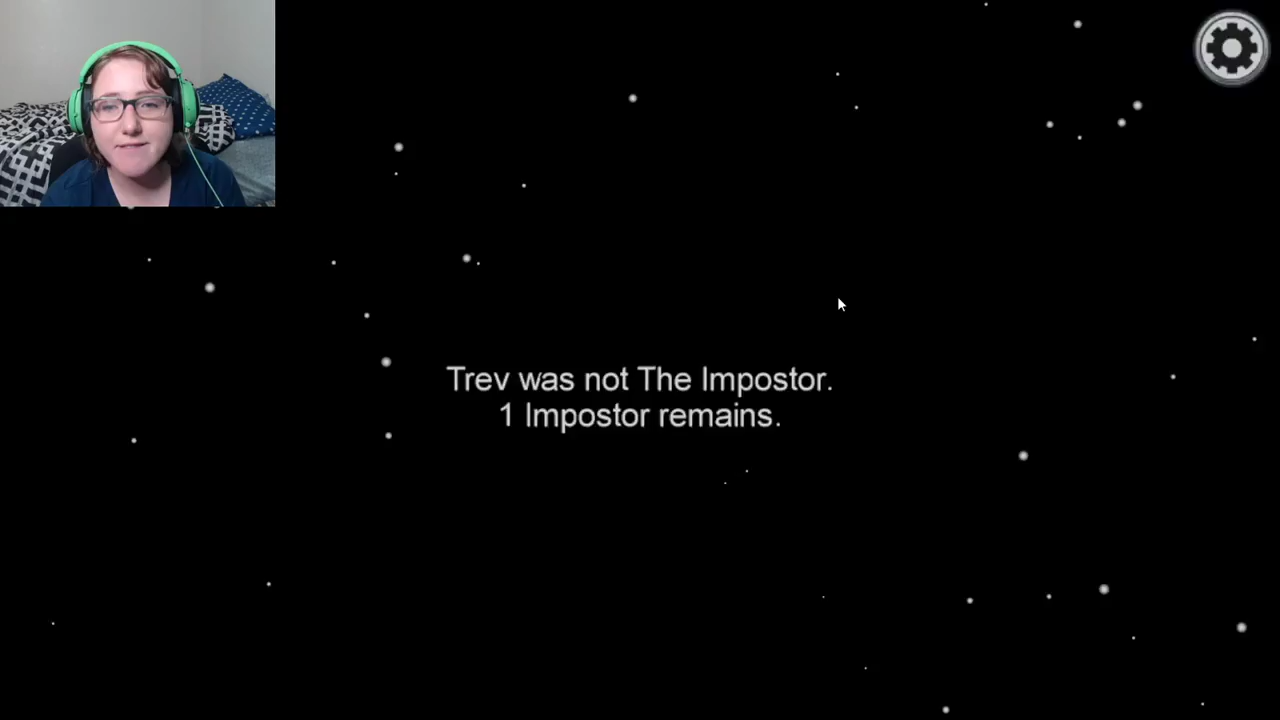 Trev was not The Impostor.
1 Impostor remains.